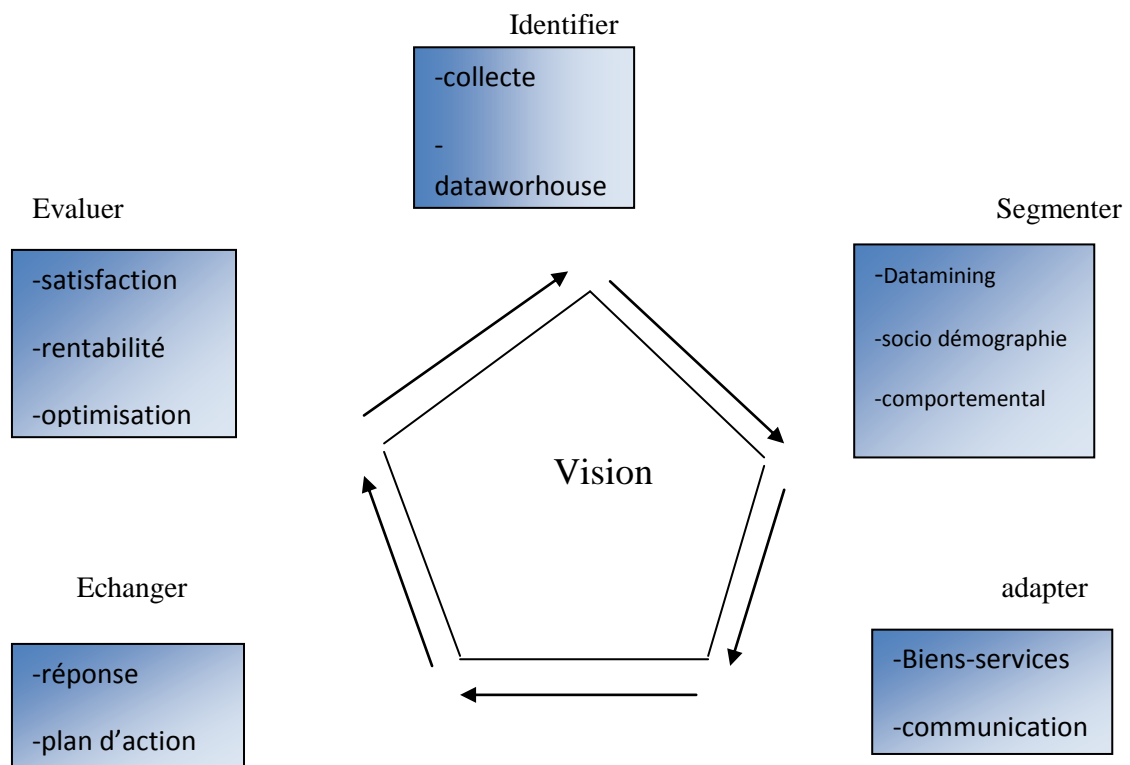 Identifier
-collecte
-
dataworhouse
Evaluer
-satisfaction
-rentabilité
-optimisation
Segmenter
-Datamining
-socio démographie
-comportemental
Vision
Echanger
-réponse
-plan d’action
adapter
-Biens-services
-communication